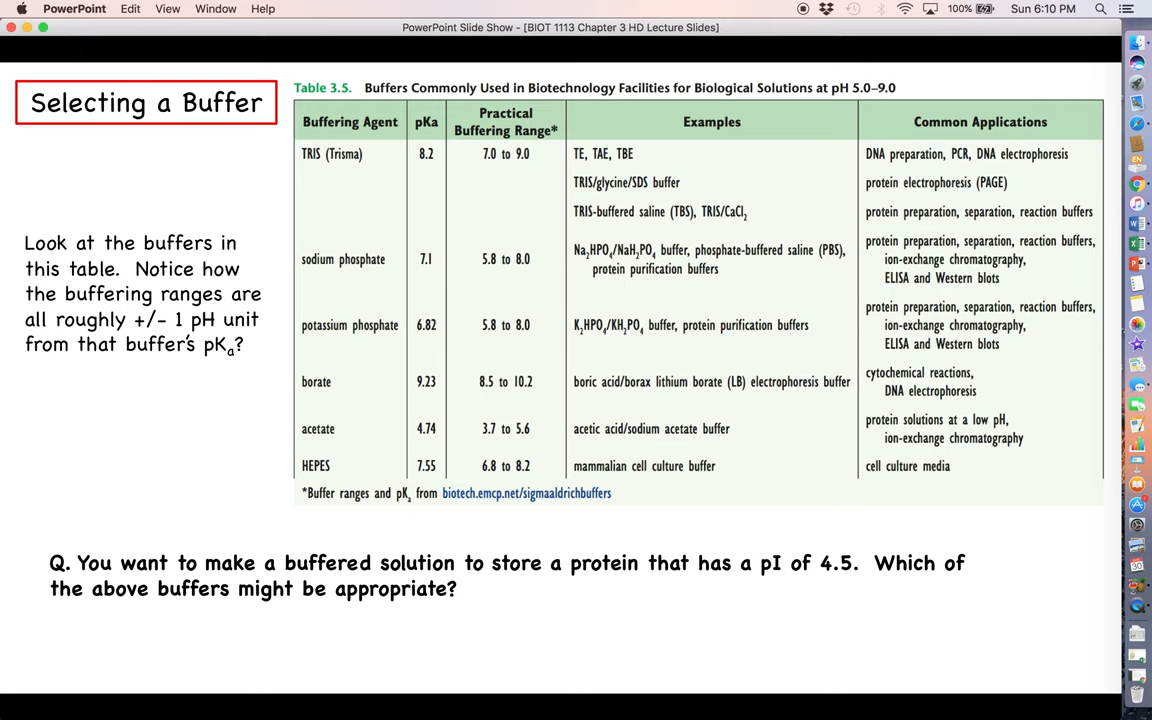 PowerPoint Edit View Window Help 100% Sun 6:10 PM
PowerPoint Slide Show - [BIOT 1113 Chapter 3 HD Lecture Slides]
Selecting a Buffer
Look at the buffers in
this table. Notice how
the buffering ranges are
all roughly +/- 1 pH unit
from that buffer's pKa?
Table 3.5. Buffers Commonly Used in Biotechnology Facilities for Biological Solutions at pH 5.0–9.0
Buffering Agent pKa Practical Buffering Range* Examples Common Applications
TRIS (Trisma) 8.2 7.0 to 9.0 TE, TAE, TBE DNA preparation, PCR, DNA electrophoresis
TRIS/glycine/SDS buffer protein electrophoresis (PAGE)
TRIS-buffered saline (TBS), TRIS/CaCl₂ protein preparation, separation, reaction buffers
sodium phosphate 7.1 5.8 to 8.0 Na₂HPO₄/NaH₂PO₄ buffer, phosphate-buffered saline (PBS), protein purification buffers protein preparation, separation, reaction buffers, ion-exchange chromatography, ELISA and Western blots
potassium phosphate 6.82 5.8 to 8.0 K₂HPO₄/KH₂PO₄ buffer, protein purification buffers protein preparation, separation, reaction buffers, ion-exchange chromatography, ELISA and Western blots
borate 9.23 8.5 to 10.2 boric acid/borax lithium borate (LB) electrophoresis buffer cytochemical reactions, DNA electrophoresis
acetate 4.74 3.7 to 5.6 acetic acid/sodium acetate buffer protein solutions at a low pH, ion-exchange chromatography
HEPES 7.55 6.8 to 8.2 mammalian cell culture buffer cell culture media
*Buffer ranges and pKa from biotech.emcp.net/sigmaaldrichbuffers
Q. You want to make a buffered solution to store a protein that has a pI of 4.5. Which of
the above buffers might be appropriate?